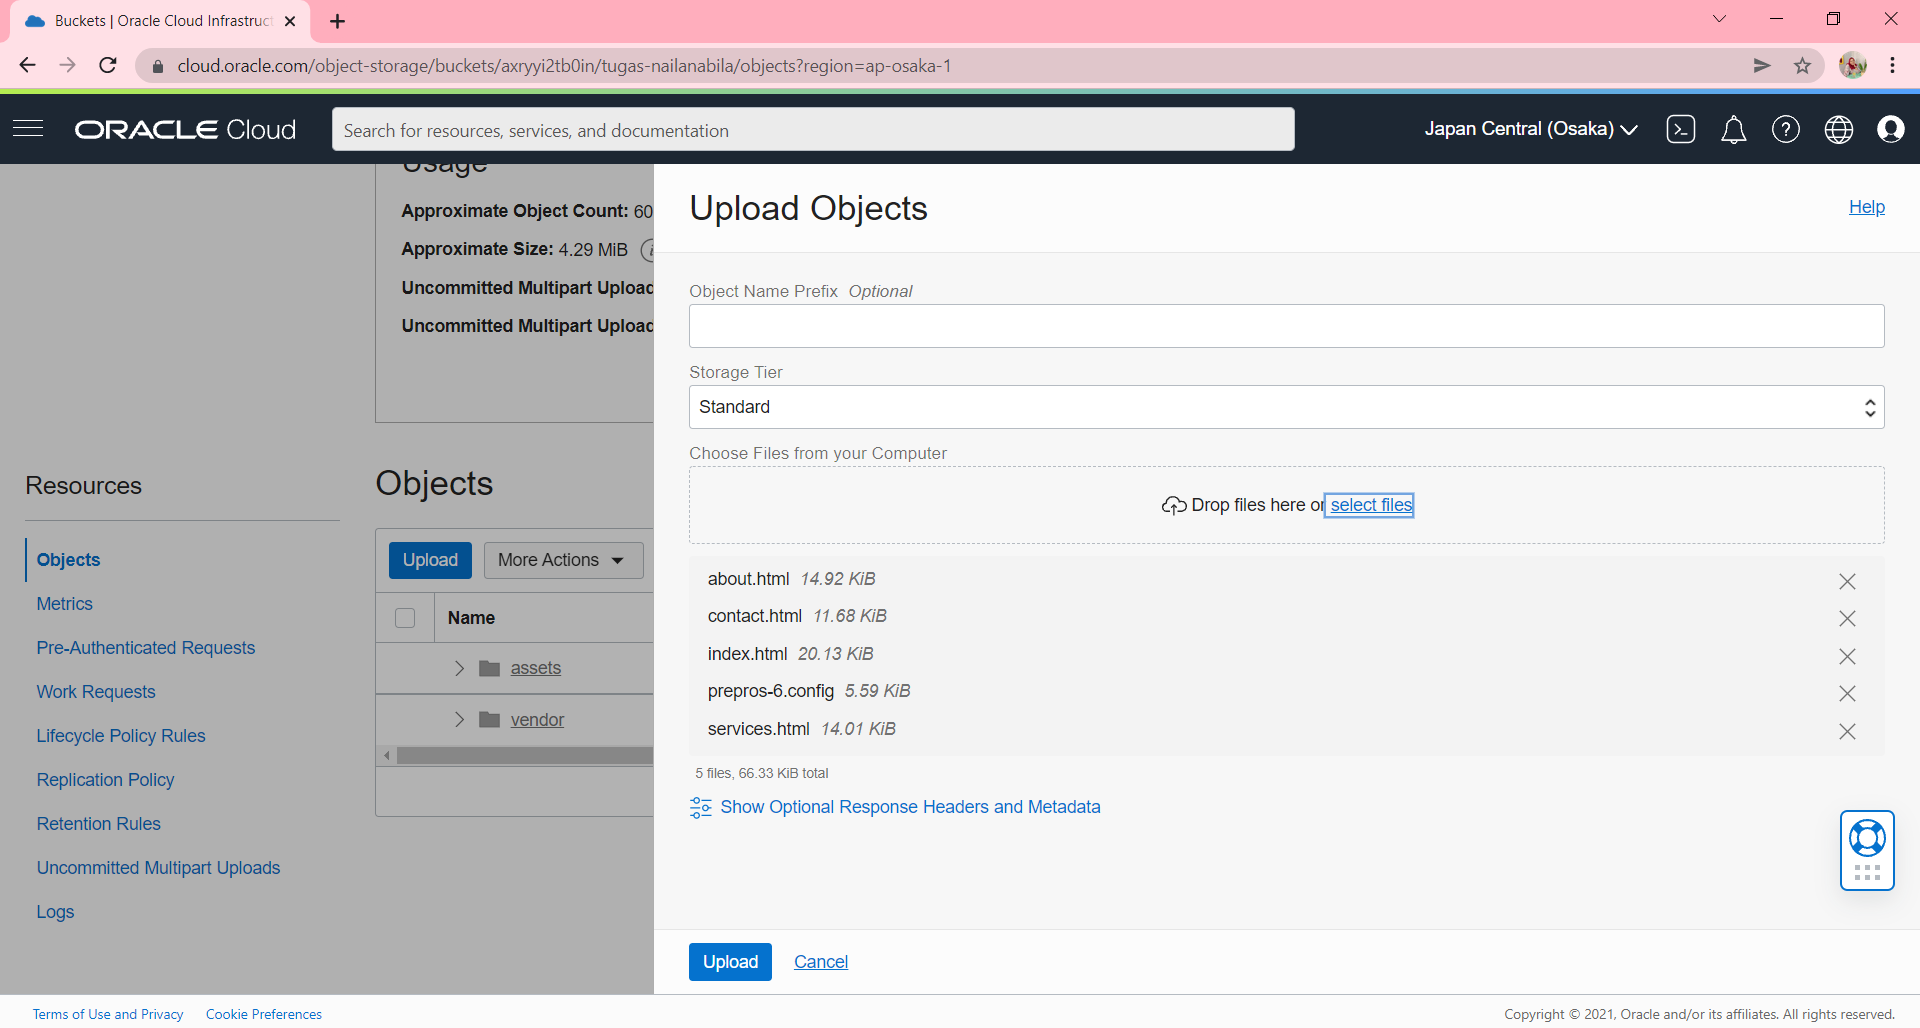 Buckets | Oracle Cloud Infrastruct
cloud.oracle.com/object-storage/buckets/axryyi2tb0in/tugas-nailanabila/objects?region=ap-osaka-1
ORACLE Cloud
Search for resources, services, and documentation
Japan Central (Osaka)
Usage
Approximate Object Count: 60
Approximate Size: 4.29 MiB
Uncommitted Multipart Upload
Uncommitted Multipart Upload
Resources
Objects
Metrics
Pre-Authenticated Requests
Work Requests
Lifecycle Policy Rules
Replication Policy
Retention Rules
Uncommitted Multipart Uploads
Logs
Objects
Upload
More Actions
Name
assets
vendor
Upload Objects
Help
Object Name Prefix Optional
Storage Tier
Standard
Choose Files from your Computer
Drop files here or select files
about.html 14.92 KiB
contact.html 11.68 KiB
index.html 20.13 KiB
prepros-6.config 5.59 KiB
services.html 14.01 KiB
5 files, 66.33 KiB total
Show Optional Response Headers and Metadata
Upload
Cancel
Terms of Use and Privacy
Cookie Preferences
Copyright © 2021, Oracle and/or its affiliates. All rights reserved.